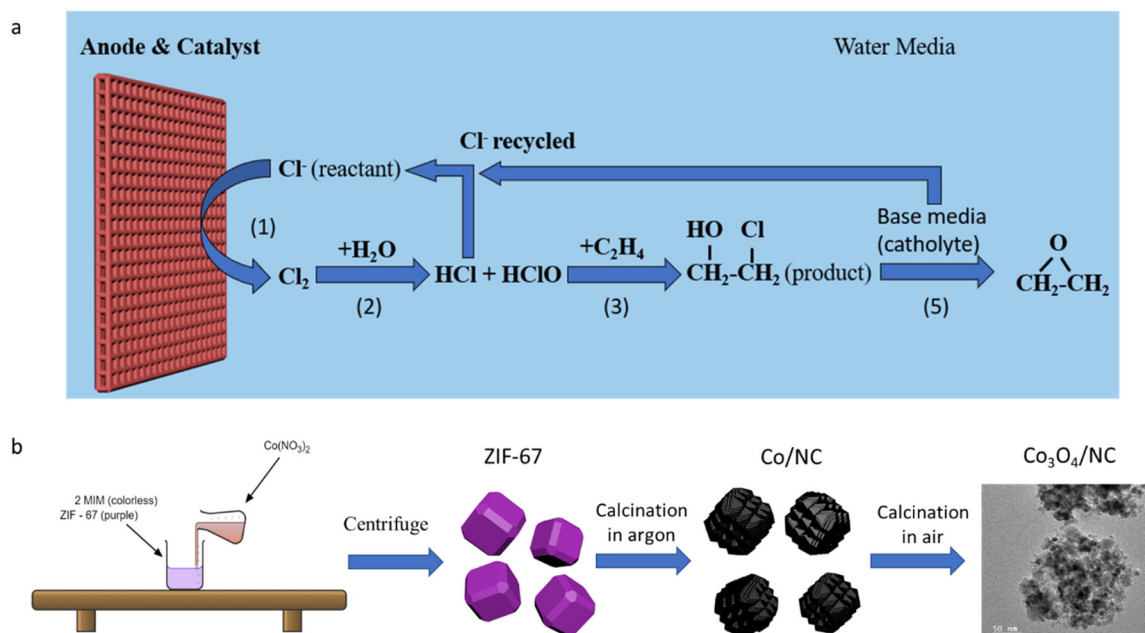 a
Anode & Catalyst
Water Media
Cl⁻ recycled
Cl⁻ (reactant)
(1)
+H₂O
+C₂H₄
HO Cl
Base media
(catholyte)
O
Cl₂
HCl + HClO
CH₂-CH₂ (product)
CH₂-CH₂
(2)
(3)
(5)
b
Co(NO₃)₂
2 MIM (colorless)
ZIF - 67 (purple)
Centrifuge
ZIF-67
Calcination
in argon
Co/NC
Calcination
in air
Co₃O₄/NC
50 nm